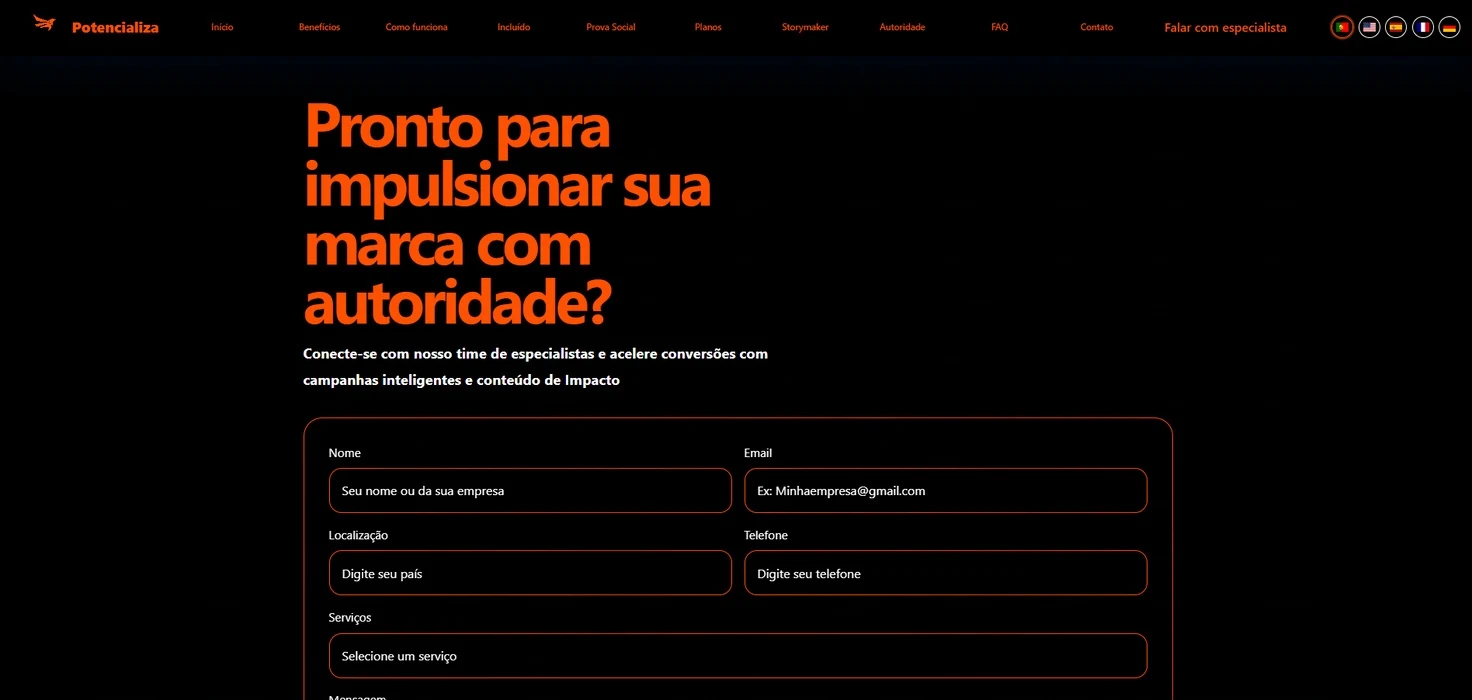 Potencializa
Início
Benefícios
Como funciona
Incluído
Prova Social
Planos
Storymaker
Autoridade
FAQ
Contato
Falar com especialista
Pronto para
impulsionar sua
marca com
autoridade?
Conecte-se com nosso time de especialistas e acelere conversões com
campanhas inteligentes e conteúdo de Impacto
Nome
Email
Seu nome ou da sua empresa
Ex: Minhaempresa@gmail.com
Localização
Telefone
Digite seu país
Digite seu telefone
Serviços
Selecione um serviço
Mensagem